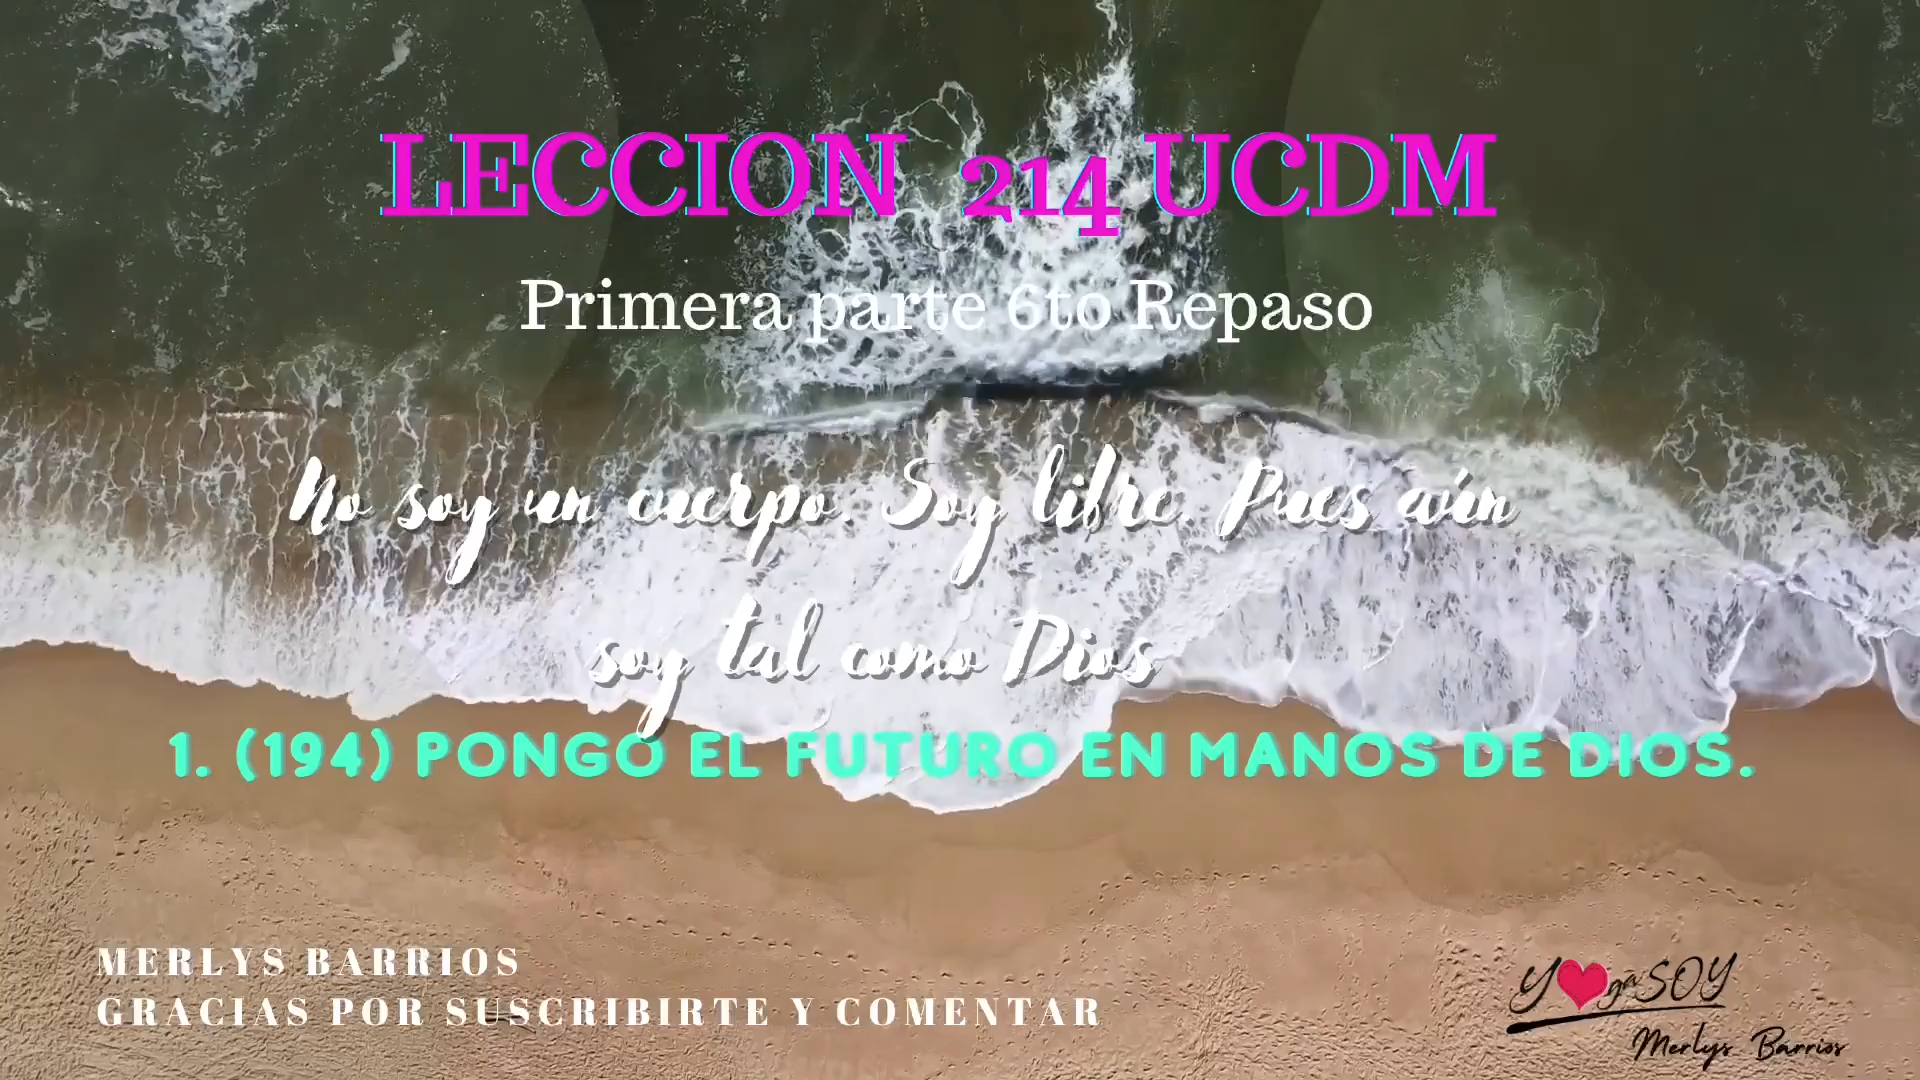 LECCION 214 UCDM
Primera parte 6to Repaso
No soy un cuerpo. Soy libre. Pues aún
soy tal como Dios
1. (194) PONGO EL FUTURO EN MANOS DE DIOS.
MERLYS BARRIOS
GRACIAS POR SUSCRIBIRTE Y COMENTAR
YogaSOY
Merlys Barrios